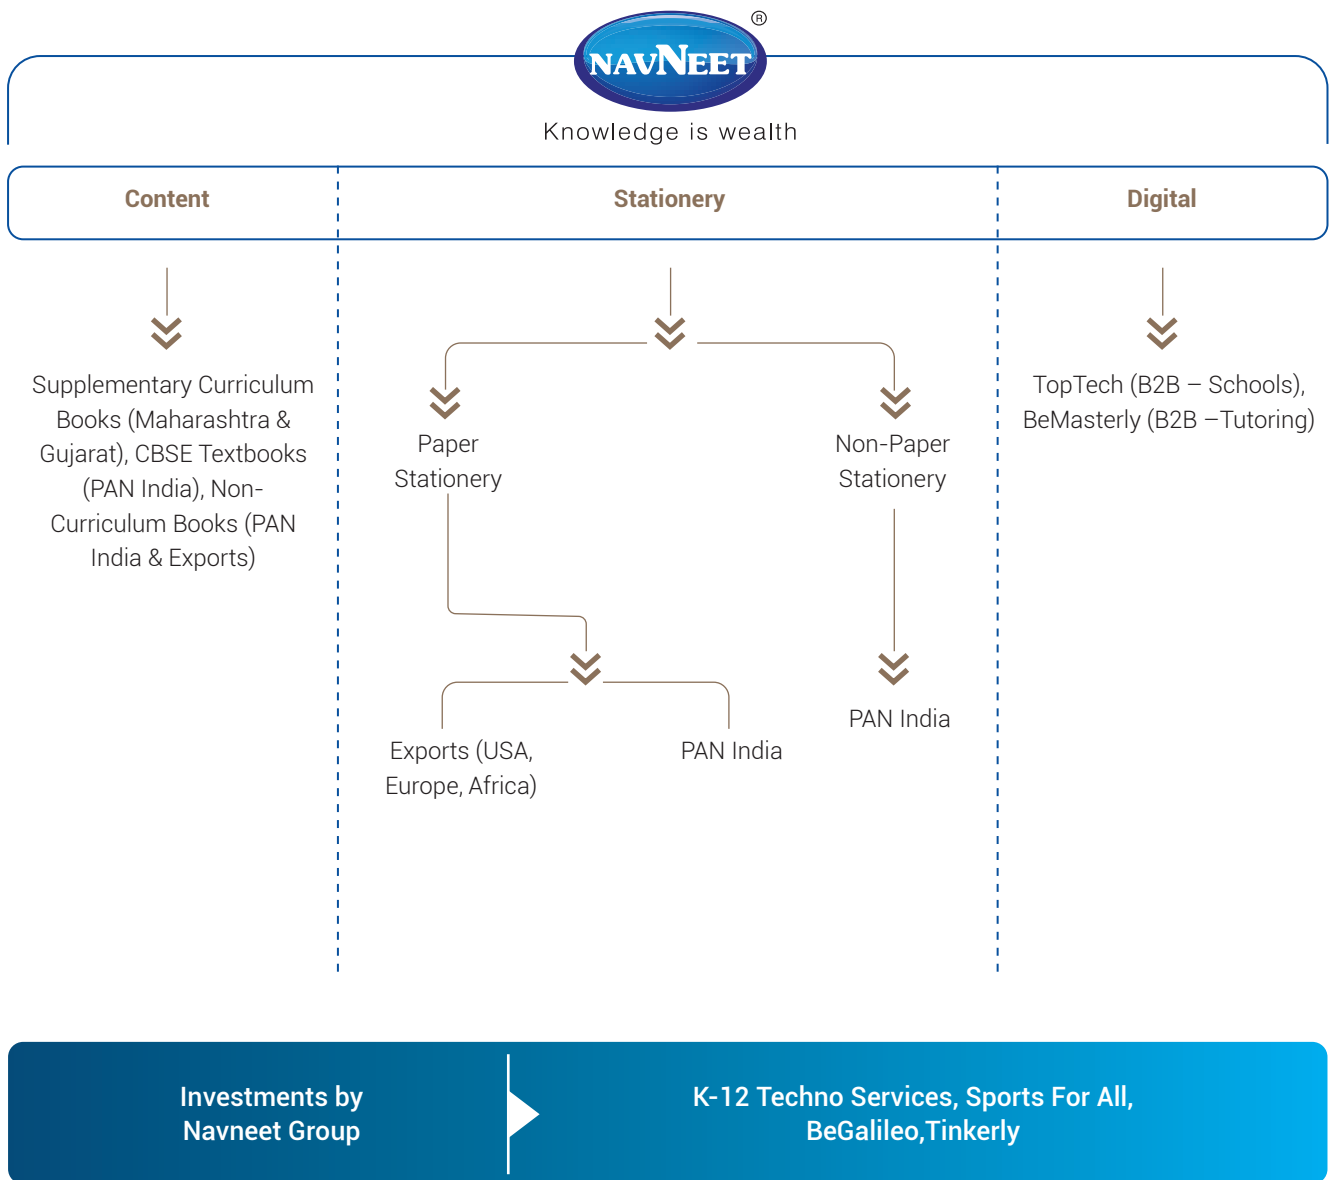 NAVNEET
®
Knowledge is wealth
Content
Stationery
Digital
Supplementary Curriculum
Books (Maharashtra &
Gujarat), CBSE Textbooks
(PAN India), Non-
Curriculum Books (PAN
India & Exports)
Paper
Stationery
Non-Paper
Stationery
Exports (USA,
Europe, Africa)
PAN India
PAN India
TopTech (B2B – Schools),
BeMasterly (B2B –Tutoring)
Investments by
Navneet Group
K-12 Techno Services, Sports For All,
BeGalileo,Tinkerly